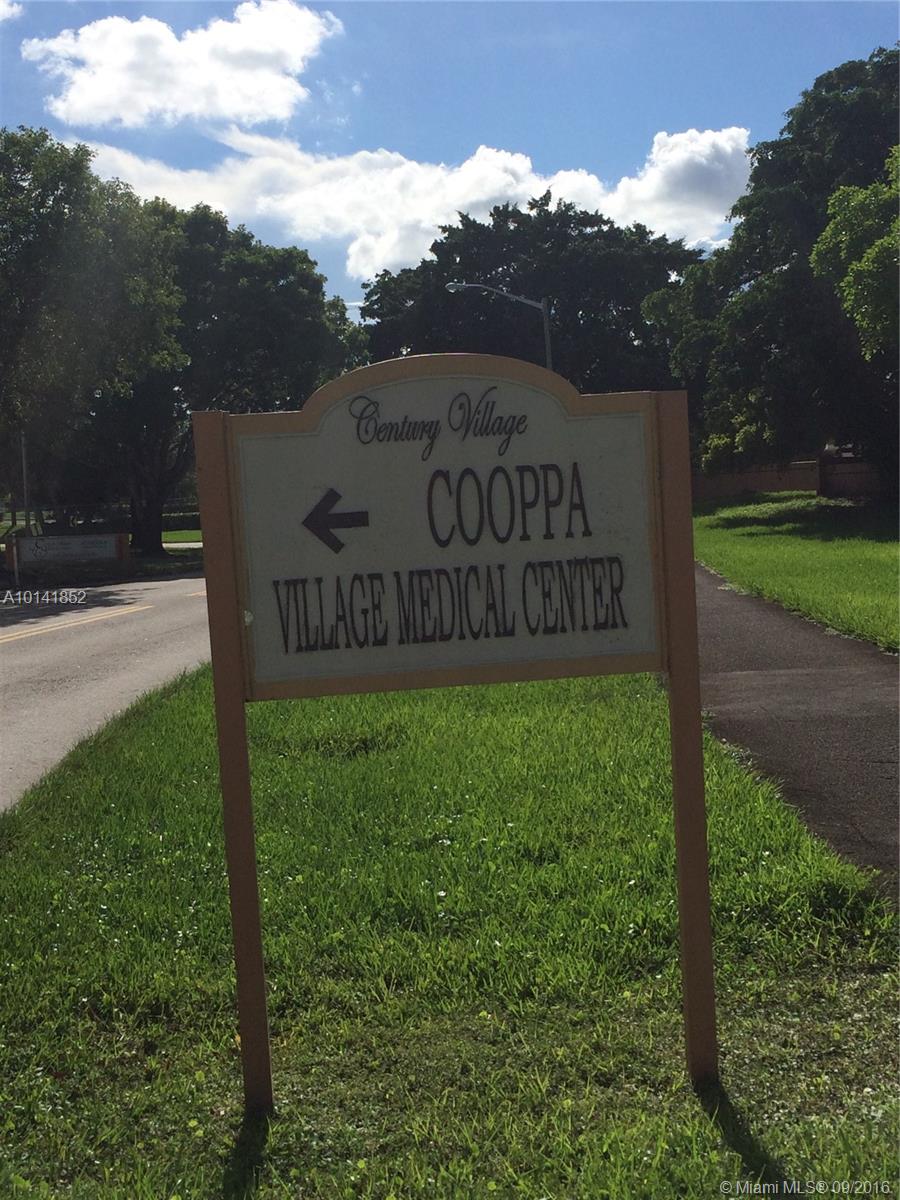 Century Village
← COOPPA
VILLAGE MEDICAL CENTER
A10141852
© Miami MLS® 09/2016